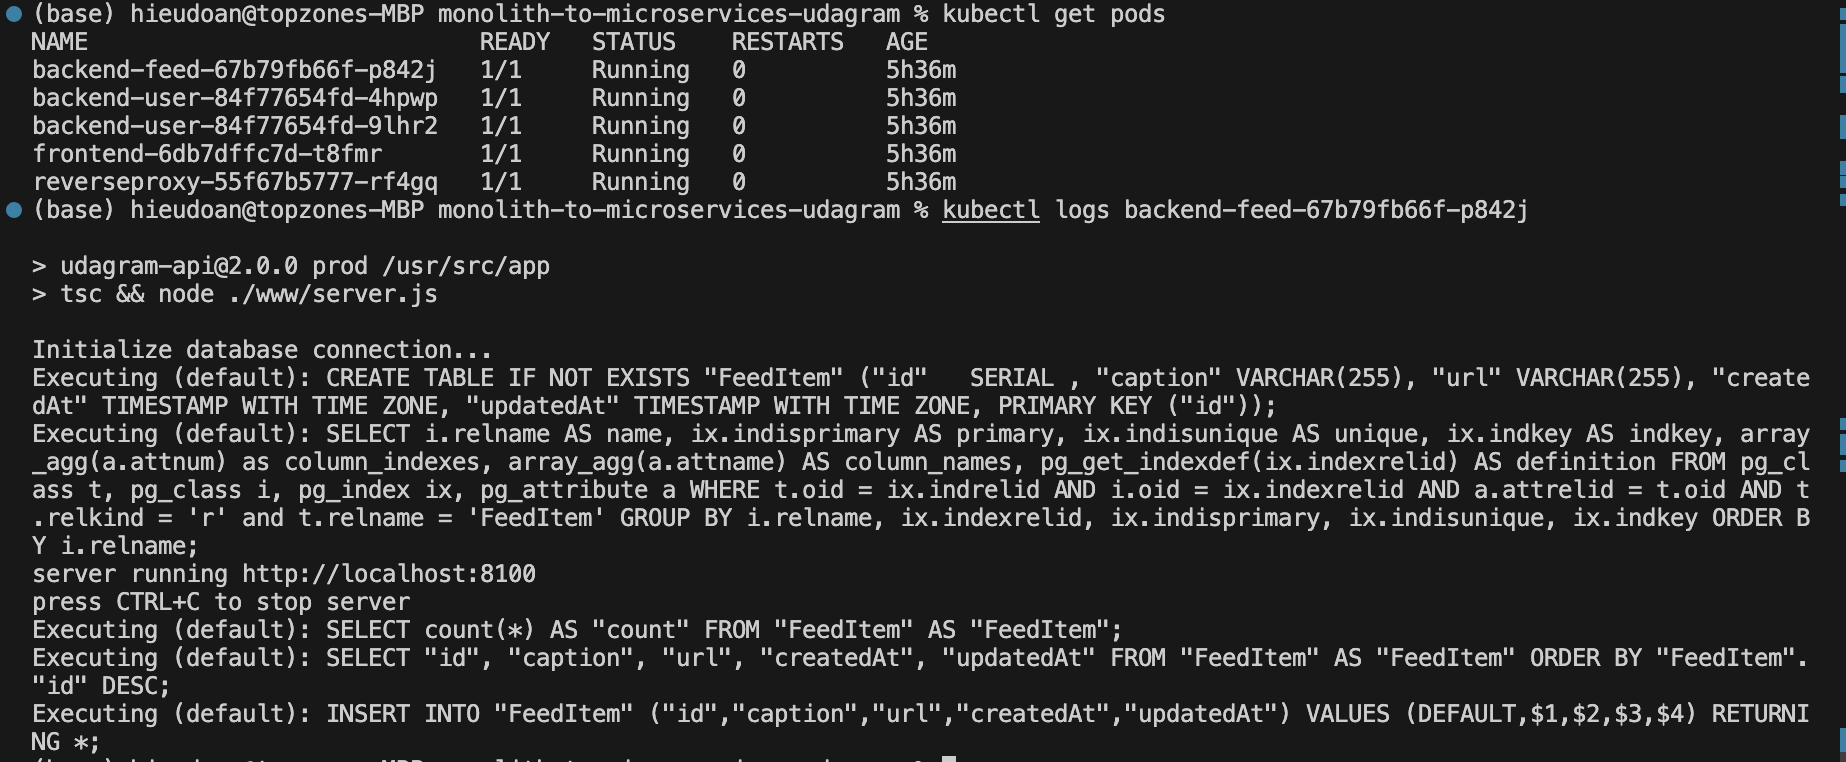 (base) hieudoan@topzones-MBP monolith-to-microservices-udagram % kubectl get pods
NAME                            READY   STATUS    RESTARTS   AGE
backend-feed-67b79fb66f-p842j   1/1     Running   0          5h36m
backend-user-84f77654fd-4hpwp   1/1     Running   0          5h36m
backend-user-84f77654fd-9lhr2   1/1     Running   0          5h36m
frontend-6db7dffc7d-t8fmr       1/1     Running   0          5h36m
reverseproxy-55f67b5777-rf4gq   1/1     Running   0          5h36m
(base) hieudoan@topzones-MBP monolith-to-microservices-udagram % kubectl logs backend-feed-67b79fb66f-p842j
> udagram-api@2.0.0 prod /usr/src/app
> tsc && node ./www/server.js
Initialize database connection...
Executing (default): CREATE TABLE IF NOT EXISTS "FeedItem" ("id"   SERIAL , "caption" VARCHAR(255), "url" VARCHAR(255), "create
dAt" TIMESTAMP WITH TIME ZONE, "updatedAt" TIMESTAMP WITH TIME ZONE, PRIMARY KEY ("id"));
Executing (default): SELECT i.relname AS name, ix.indisprimary AS primary, ix.indisunique AS unique, ix.indkey AS indkey, array
_agg(a.attnum) as column_indexes, array_agg(a.attname) AS column_names, pg_get_indexdef(ix.indexrelid) AS definition FROM pg_cl
ass t, pg_class i, pg_index ix, pg_attribute a WHERE t.oid = ix.indrelid AND i.oid = ix.indexrelid AND a.attrelid = t.oid AND t
.relkind = 'r' and t.relname = 'FeedItem' GROUP BY i.relname, ix.indexrelid, ix.indisprimary, ix.indisunique, ix.indkey ORDER B
Y i.relname;
server running http://localhost:8100
press CTRL+C to stop server
Executing (default): SELECT count(*) AS "count" FROM "FeedItem" AS "FeedItem";
Executing (default): SELECT "id", "caption", "url", "createdAt", "updatedAt" FROM "FeedItem" AS "FeedItem" ORDER BY "FeedItem".
"id" DESC;
Executing (default): INSERT INTO "FeedItem" ("id","caption","url","createdAt","updatedAt") VALUES (DEFAULT,$1,$2,$3,$4) RETURNI
NG *;